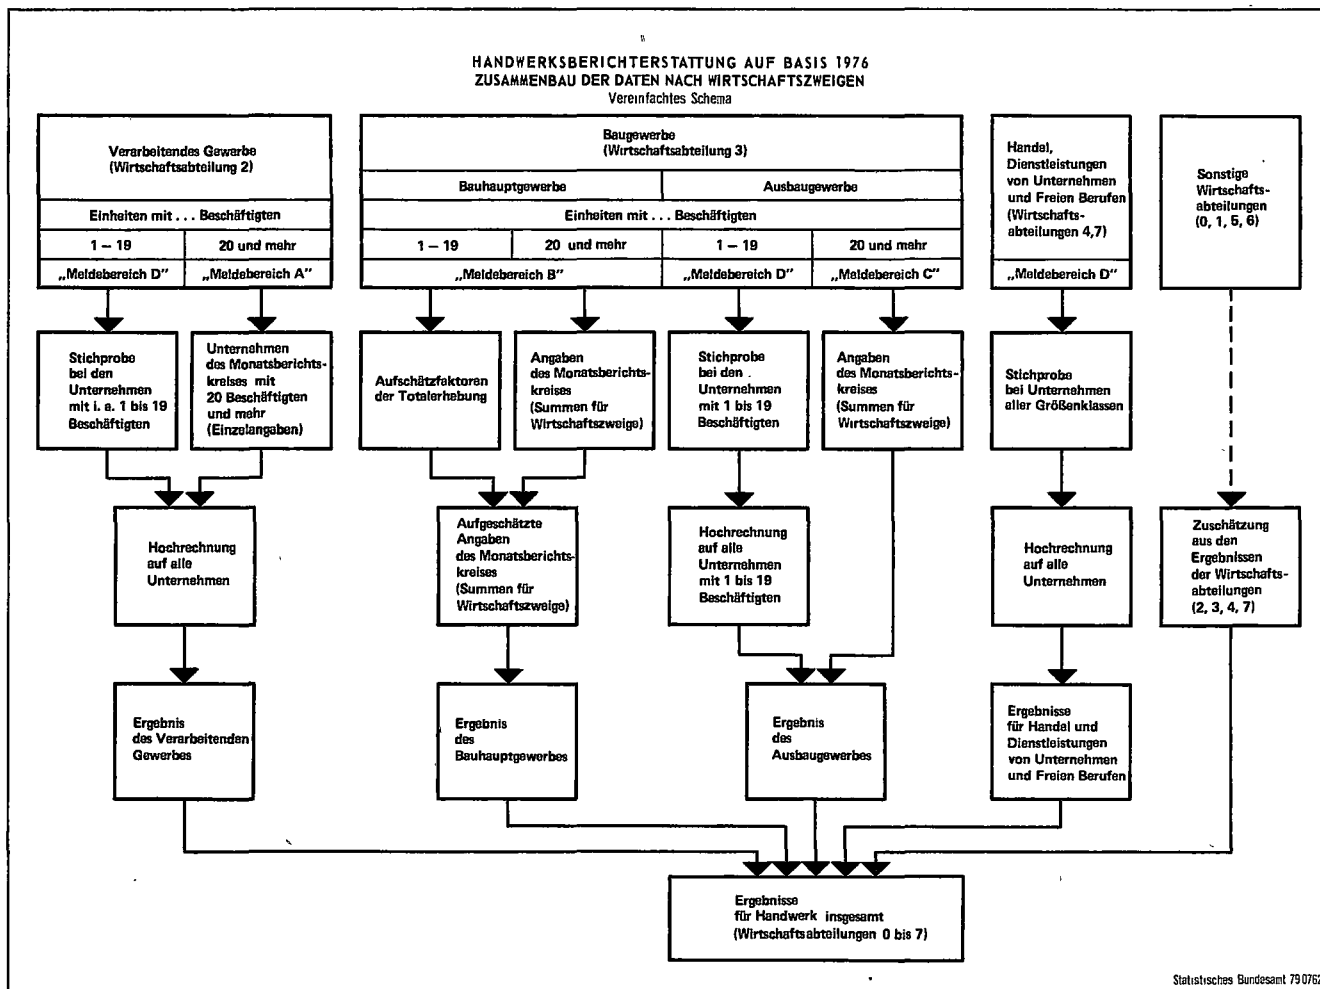 HANDWERKSBERICHTERSTATTUNG AUF BASIS 1976
ZUSAMMENBAU DER DATEN NACH WIRTSCHAFTSZWEIGEN
Vereinfachtes Schema
Verarbeitendes Gewerbe
(Wirtschaftsabteilung 2)
Einheiten mit . . . Beschäftigten
1 – 19
20 und mehr
„Meldebereich D"
„Meldebereich A"
Baugewerbe
(Wirtschaftsabteilung 3)
Bauhauptgewerbe
Ausbaugewerbe
Einheiten mit . . . Beschäftigten
1 – 19
20 und mehr
1 – 19
20 und mehr
„Meldebereich B"
„Meldebereich D"
„Meldebereich C"
Handel,
Dienstleistungen
von Unternehmen
und Freien Berufen
(Wirtschafts-
abteilungen 4,7)
„Meldebereich D"
Sonstige
Wirtschafts-
abteilungen
(0, 1, 5, 6)
Stichprobe
bei den
Unternehmen
mit i. a. 1 bis 19
Beschäftigten
Unternehmen
des Monatsberichts-
kreises mit
20 Beschäftigten
und mehr
(Einzelangaben)
Aufschätzfaktoren
der Totalerhebung
Angaben
des Monatsberichts-
kreises
(Summen für
Wirtschaftszweige)
Stichprobe
bei den
Unternehmen
mit 1 bis 19
Beschäftigten
Angaben
des Monatsberichts-
kreises
(Summen für
Wirtschaftszweige)
Stichprobe
bei Unternehmen
aller Größenklassen
Hochrechnung
auf alle
Unternehmen
Aufgeschätzte
Angaben
des Monatsberichts-
kreises
(Summen für
Wirtschaftszweige)
Hochrechnung
auf alle
Unternehmen
mit 1 bis 19
Beschäftigten
Hochrechnung
auf alle
Unternehmen
Zuschätzung
aus den
Ergebnissen
der Wirtschafts-
abteilungen
(2, 3, 4, 7)
Ergebnis
des Verarbeitenden
Gewerbes
Ergebnis
des
Bauhauptgewerbes
Ergebnis
des
Ausbaugewerbes
Ergebnisse
für Handel und
Dienstleistungen
von Unternehmen
und Freien Berufen
Ergebnisse
für Handwerk insgesamt
(Wirtschaftsabteilungen 0 bis 7)
Statistisches Bundesamt 790762